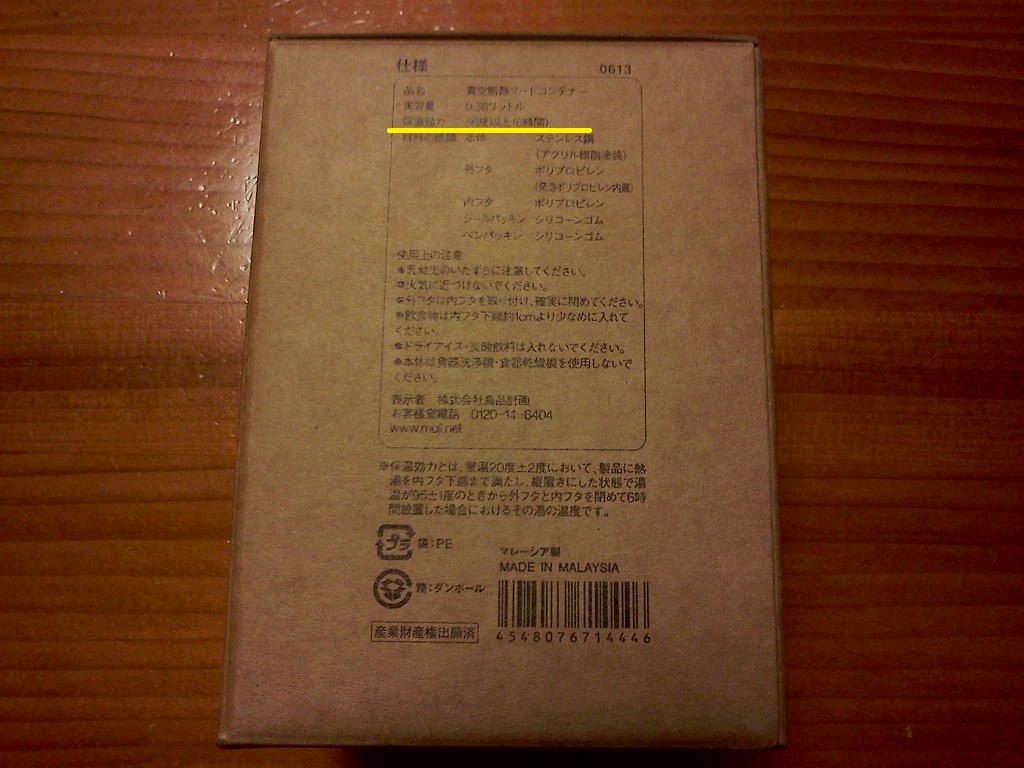 仕様 0613
品名 真空断熱フードコンテナー
実容量 0.38リットル
保温効力 以上(6時間)
材料の種類 本体 ステンレス鋼
(アクリル樹脂塗装)
外フタ ポリプロピレン
(発泡ポリプロピレン内蔵)
内フタ ポリプロピレン
シールパッキン シリコーンゴム
ベンパッキン シリコーンゴム
使用上の注意
●乳幼児のいたずらに注意してください。
●火気に近づけないでください。
●外フタは内フタを取り付け、確実に閉めてください。
●飲食物は内フタ下端約1cmより少なめに入れて
ください。
●ドライアイス・炭酸飲料は入れないでください。
●本体は食器洗浄機・食器乾燥機を使用しないで
ください。
表示者 株式会社良品計画
お客様室電話 0120-14-6404
www.muji.net
※保温効力とは、室温20度±2度において、製品に熱
湯を内フタ下端まで満たし、縦置きにした状態で湯
温が95±1度のときから外フタと内フタを閉めて6時
間放置した場合におけるその湯の温度です。
プラ 袋:PE
箱:ダンボール
マレーシア製
MADE IN MALAYSIA
産業財産権出願済
4548076714446